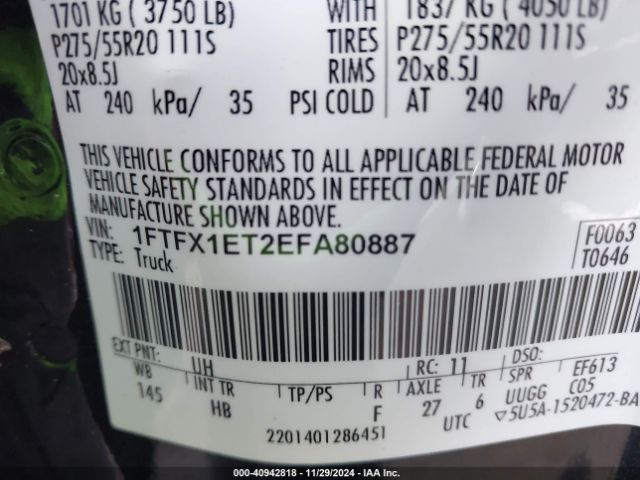 1701 KG ( 3750 LB) WITH 1837 KG ( 4050 LB)
P275/55R20 111S TIRES P275/55R20 111S
20x8.5J RIMS 20x8.5J
AT 240 kPa/ 35 PSI COLD AT 240 kPa/ 35
THIS VEHICLE CONFORMS TO ALL APPLICABLE FEDERAL MOTOR
VEHICLE SAFETY STANDARDS IN EFFECT ON THE DATE OF
MANUFACTURE SHOWN ABOVE.
VIN: 1FTFX1ET2EFA80887 F0063
TYPE: Truck T0646
EXT PNT: UH RC: 11 DSO:
WB INT TR TP/PS R AXLE TR SPR EF613
145 HB F 27 6 UUGG C05
2201401286451 UTC ▽5U5A-1520472-BA
000-40942818 - 11/29/2024 - IAA Inc.